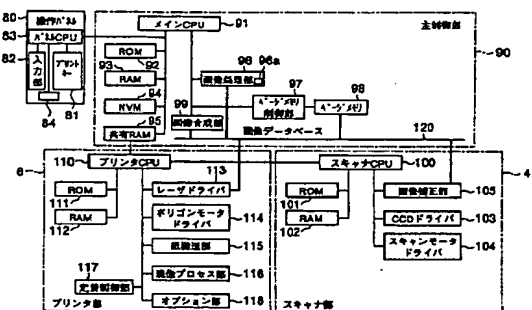 80
操作パネル
83
パネルCPU
82
入力部
プリントキー
84
81
メインCPU
91
主制御部
90
ROM
92
93
RAM
94
NVM
95
共有RAM
96
96a
画像処理部
97
ページメモリ制御部
98
ページメモリ
99
画像合成部
画像データベース
120
6
110
プリンタCPU
113
ROM
111
RAM
112
レーザドライバ
ポリゴンモータドライバ
114
紙搬送部
115
現像プロセス部
116
117
定着制御部
オプション部
118
プリンタ部
スキャナCPU
100
4
ROM
101
RAM
102
画像補正部
105
CCDドライバ
103
スキャンモータドライバ
104
スキャナ部